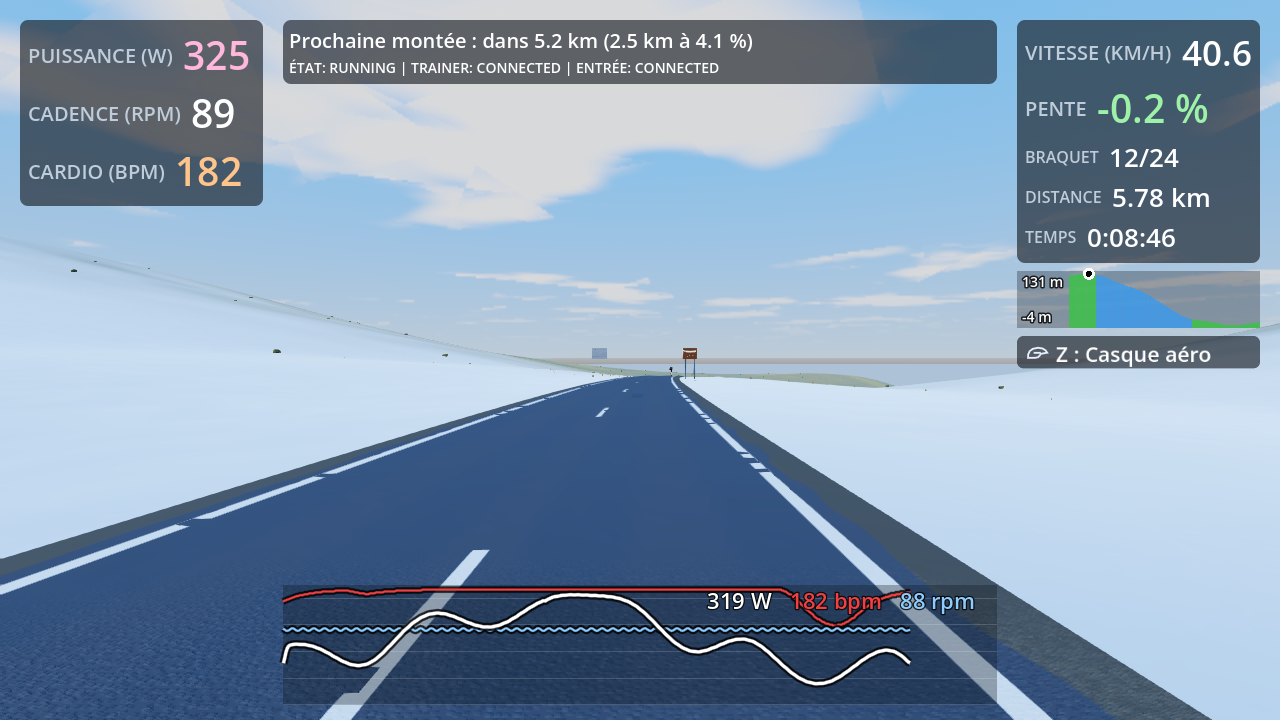 PUISSANCE (W) 325
CADENCE (RPM) 89
CARDIO (BPM) 182
Prochaine montée : dans 5.2 km (2.5 km à 4.1 %)
ÉTAT: RUNNING | TRAINER: CONNECTED | ENTRÉE: CONNECTED
VITESSE (KM/H) 40.6
PENTE -0.2 %
BRAQUET 12/24
DISTANCE 5.78 km
TEMPS 0:08:46
131 m
-4 m
Z : Casque aéro
319 W 182 bpm 88 rpm